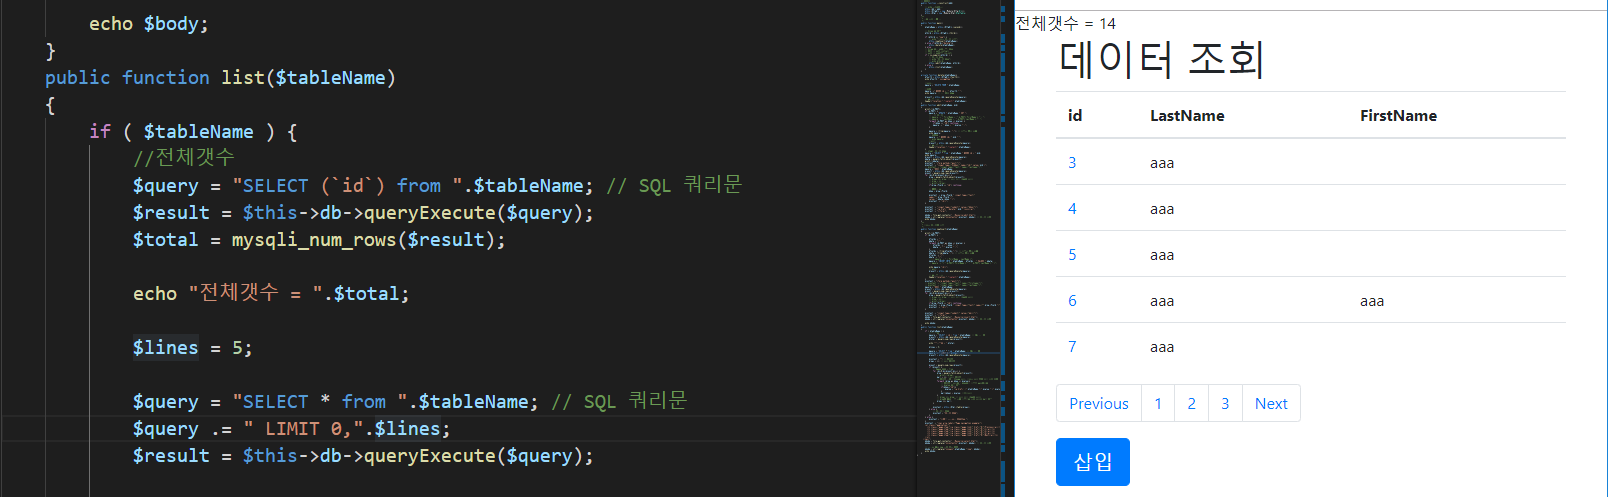 echo $body;
}
public function list($tableName)
{
if ( $tableName ) {
//전체갯수
$query = "SELECT (`id`) from ".$tableName; // SQL 쿼리문
$result = $this->db->queryExecute($query);
$total = mysqli_num_rows($result);
echo "전체갯수 = ".$total;
$lines = 5;
$query = "SELECT * from ".$tableName; // SQL 쿼리문
$query .= " LIMIT 0,".$lines;
$result = $this->db->queryExecute($query);
전체갯수 = 14
데이터 조회
id LastName FirstName
3 aaa
4 aaa
5 aaa
6 aaa aaa
7 aaa
Previous 1 2 3 Next
삽입